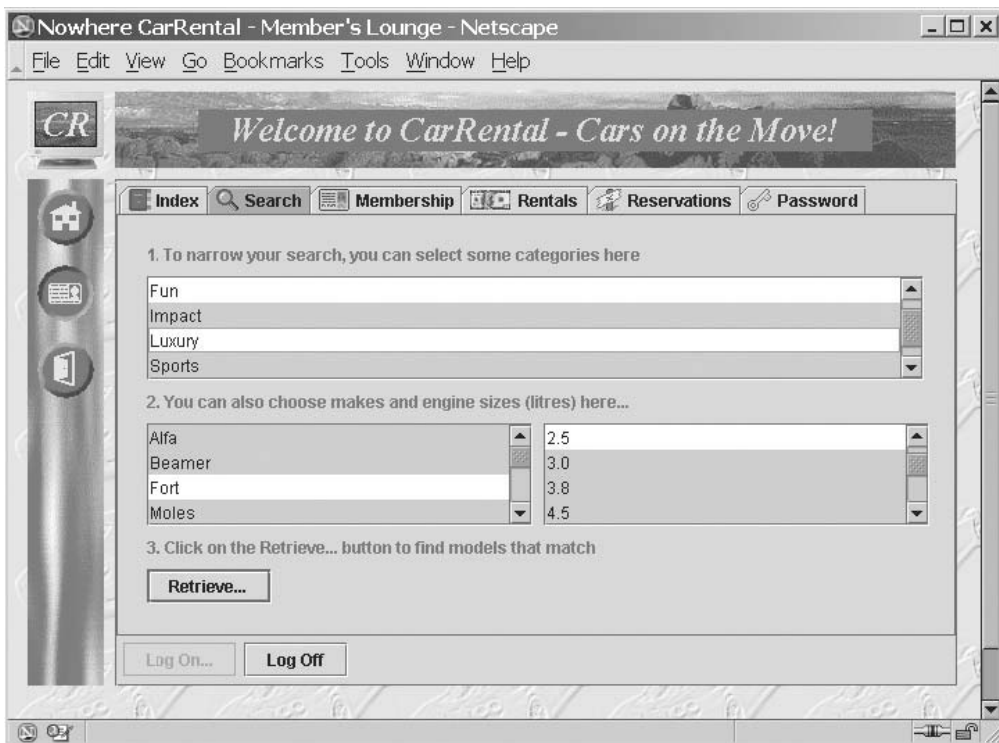 Nowhere CarRental - Member's Lounge - Netscape
File Edit View Go Bookmarks Tools Window Help
CR
Welcome to CarRental - Cars on the Move!
Index Search Membership Rentals Reservations Password
1. To narrow your search, you can select some categories here
Fun
Impact
Luxury
Sports
2. You can also choose makes and engine sizes (litres) here...
Alfa
Beamer
Fort
Moles
2.5
3.0
3.8
4.5
3. Click on the Retrieve... button to find models that match
Retrieve...
Log On... Log Off